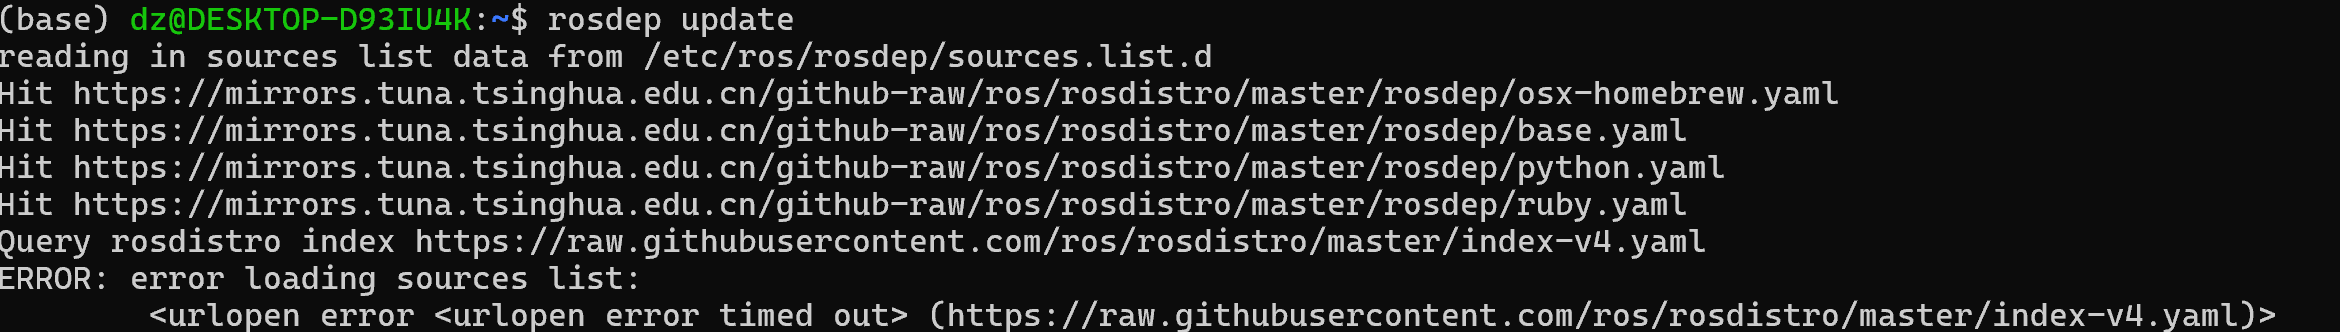 (base) dz@DESKTOP-D93IU4K:~$ rosdep update
reading in sources list data from /etc/ros/rosdep/sources.list.d
Hit https://mirrors.tuna.tsinghua.edu.cn/github-raw/ros/rosdistro/master/rosdep/osx-homebrew.yaml
Hit https://mirrors.tuna.tsinghua.edu.cn/github-raw/ros/rosdistro/master/rosdep/base.yaml
Hit https://mirrors.tuna.tsinghua.edu.cn/github-raw/ros/rosdistro/master/rosdep/python.yaml
Hit https://mirrors.tuna.tsinghua.edu.cn/github-raw/ros/rosdistro/master/rosdep/ruby.yaml
Query rosdistro index https://raw.githubusercontent.com/ros/rosdistro/master/index-v4.yaml
ERROR: error loading sources list:
<urlopen error <urlopen error timed out> (https://raw.githubusercontent.com/ros/rosdistro/master/index-v4.yaml)>